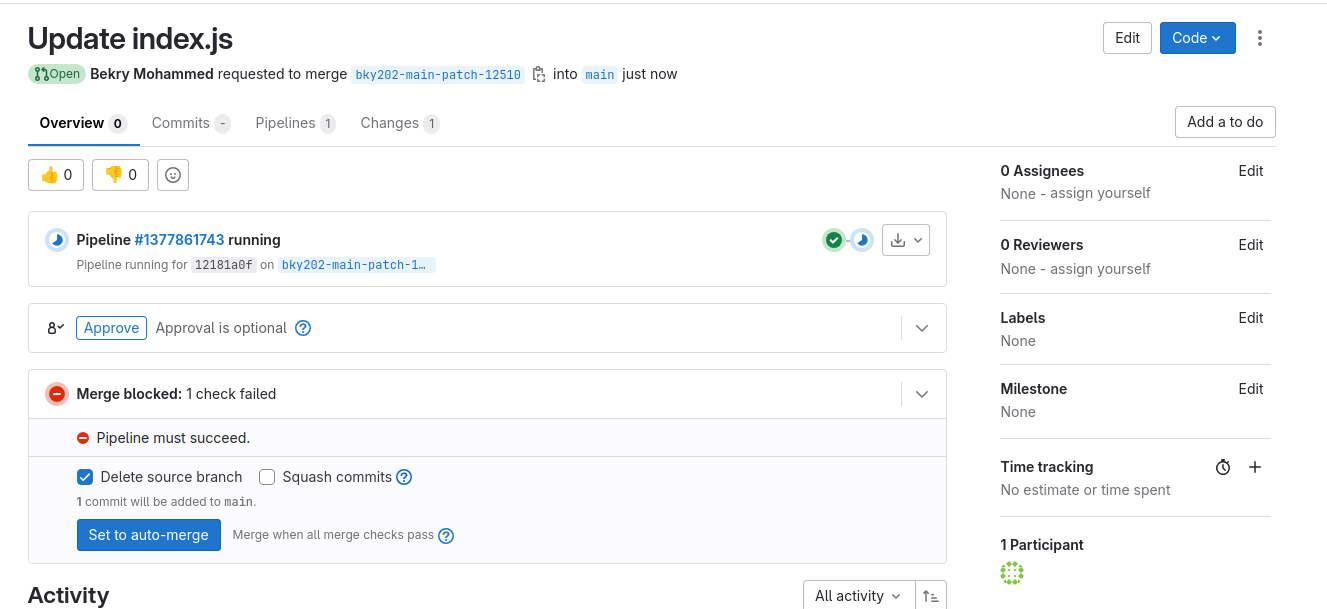 Update index.js
Edit
Code
Open Bekry Mohammed requested to merge bky202-main-patch-12510 into main just now
Overview 0
Commits -
Pipelines 1
Changes 1
Add a to do
👍 0
👎 0
Pipeline #1377861743 running
Pipeline running for 12181a0f on bky202-main-patch-1…
Approve Approval is optional
Merge blocked: 1 check failed
Pipeline must succeed.
Delete source branch
Squash commits
1 commit will be added to main.
Set to auto-merge
Merge when all merge checks pass
Activity
All activity
0 Assignees
Edit
None - assign yourself
0 Reviewers
Edit
None - assign yourself
Labels
Edit
None
Milestone
Edit
None
Time tracking
No estimate or time spent
1 Participant